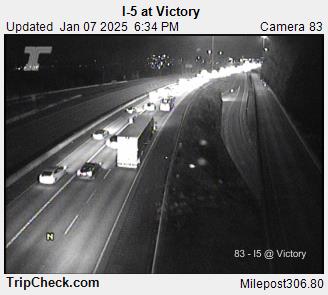 I-5 at Victory
Updated Jan 07 2025 6:34 PM Camera 83
T
N
83 - I5 @ Victory
TripCheck.com Milepost306.80